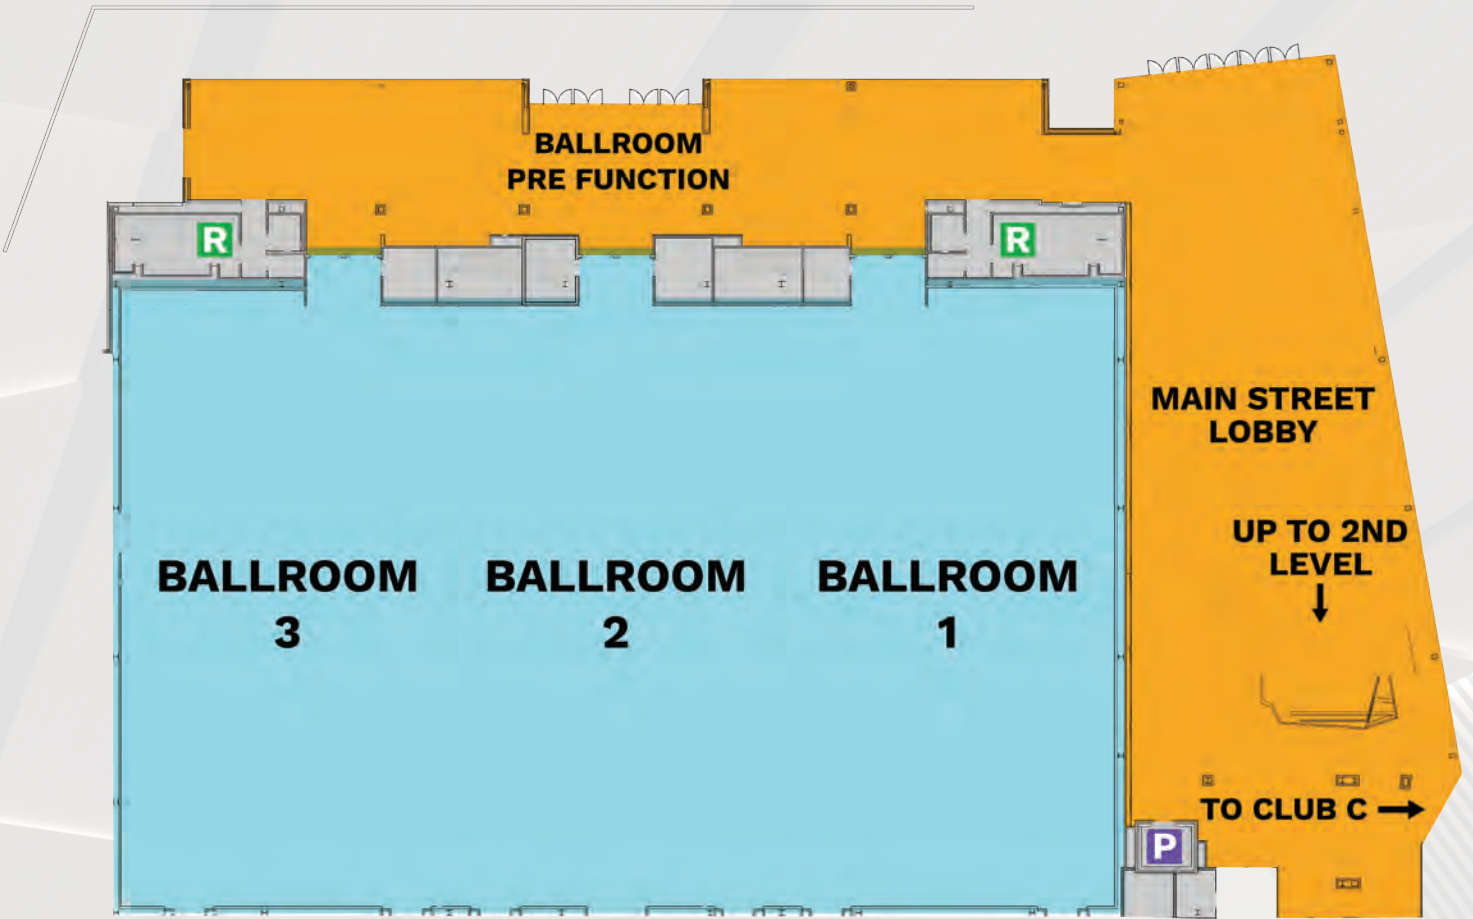 BALLROOM
PRE FUNCTION
R
R
MAIN STREET
LOBBY
UP TO 2ND
LEVEL
BALLROOM
3
BALLROOM
2
BALLROOM
1
TO CLUB C
P